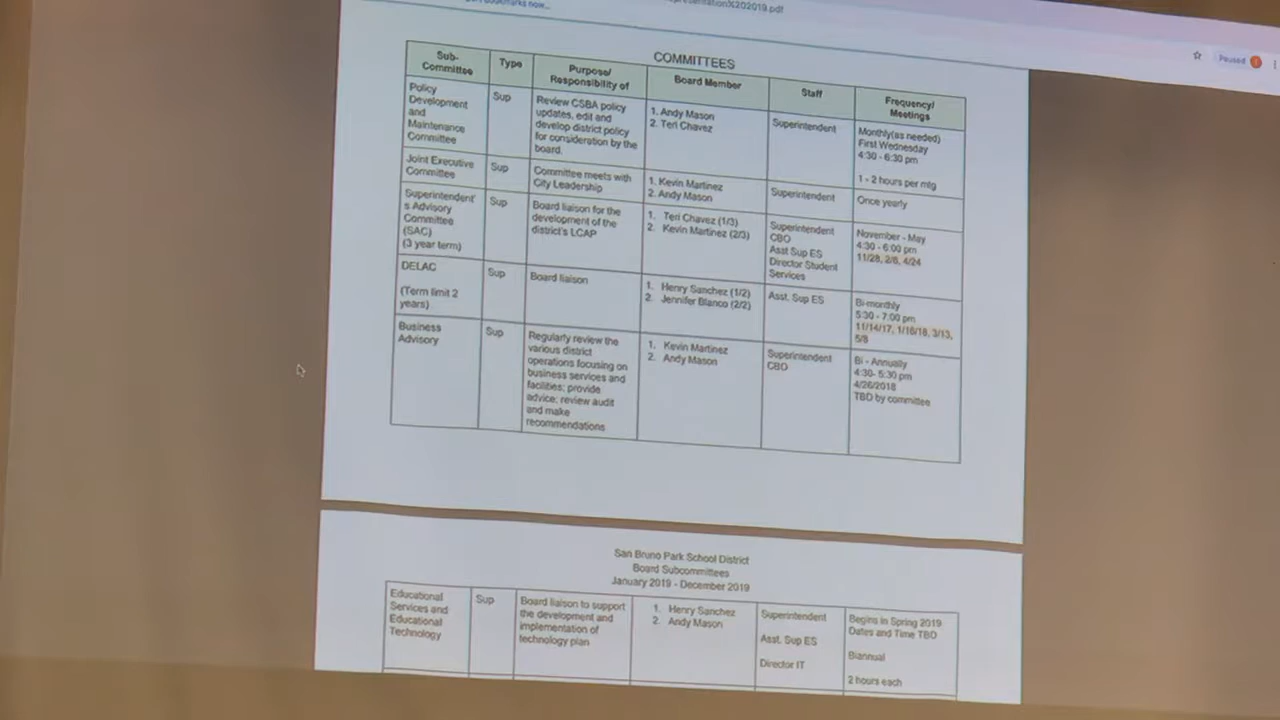 bookmarks now...
presentation%202019.pdf
Paused
COMMITTEES
Sub-
Committee
Type
Purpose/
Responsibility of
Board Member
Staff
Frequency/
Meetings
Policy
Development
and
Maintenance
Committee
Sup
Review CSBA policy
updates, edit and
develop district policy
for consideration by the
board.
1. Andy Mason
2. Teri Chavez
Superintendent
Monthly(as needed)
First Wednesday
4:30 - 6:30 pm
1 - 2 hours per mtg
Joint Executive
Committee
Sup
Committee meets with
City Leadership
1. Kevin Martinez
2. Andy Mason
Superintendent
Once yearly
Superintendent'
s Advisory
Committee
(SAC)
(3 year term)
Sup
Board liaison for the
development of the
district's LCAP
1. Teri Chavez (1/3)
2. Kevin Martinez (2/3)
Superintendent
CBO
Asst Sup ES
Director Student
Services
November - May
4:30 - 6:00 pm
11/28, 2/6, 4/24
DELAC
(Term limit 2
years)
Sup
Board liaison
1. Henry Sanchez (1/2)
2. Jennifer Blanco (2/2)
Asst. Sup ES
Bi-monthly
5:30 - 7:00 pm
11/14/17, 1/16/18, 3/13,
5/8
Business
Advisory
Sup
Regularly review the
various district
operations focusing on
business services and
facilities; provide
advice; review audit
and make
recommendations
1. Kevin Martinez
2. Andy Mason
Superintendent
CBO
Bi - Annually
4:30- 5:30 pm
4/26/2018
TBD by committee
San Bruno Park School District
Board Subcommittees
January 2019 - December 2019
Educational
Services and
Educational
Technology
Sup
Board liaison to support
the development and
implementation of
technology plan
1. Henry Sanchez
2. Andy Mason
Superintendent
Asst. Sup ES
Director IT
Begins in Spring 2019
Dates and Time TBD
Biannual
2 hours each